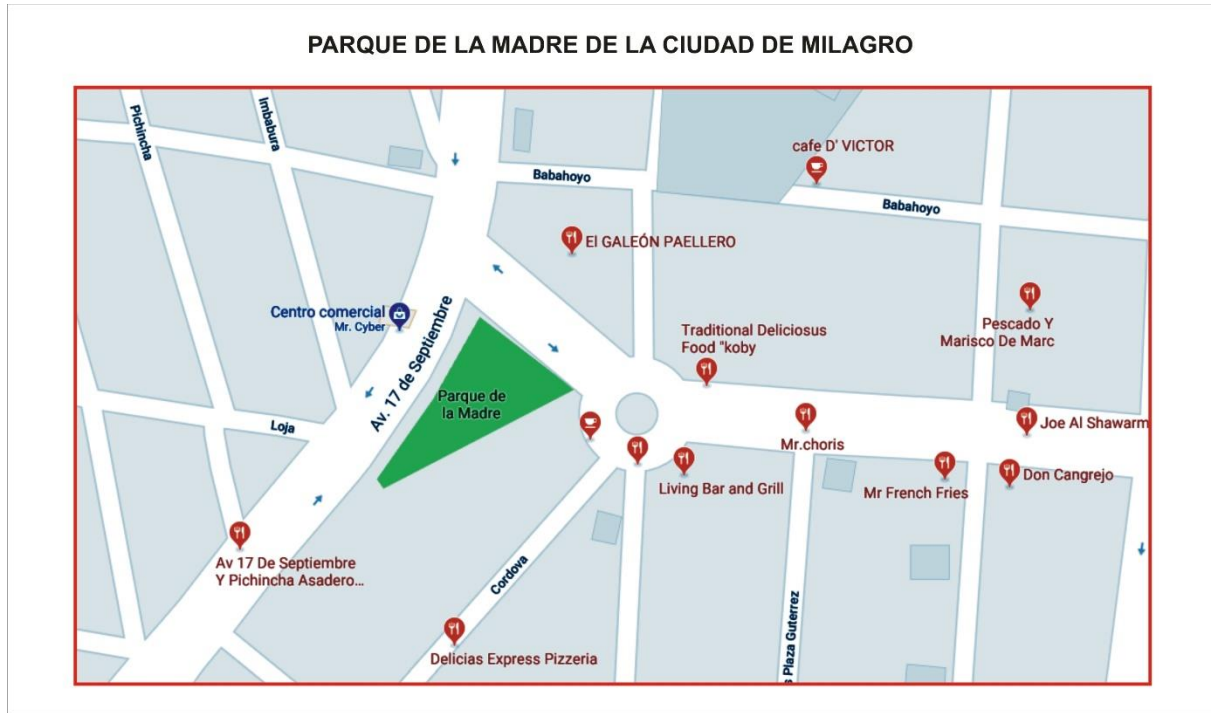 PARQUE DE LA MADRE DE LA CIUDAD DE MILAGRO
Pichincha
Imbabura
cafe D' VICTOR
Babahoyo
Babahoyo
El GALEÓN PAELLERO
Centro comercial
Mr. Cyber
Av. 17 de Septiembre
Traditional Deliciosus
Food "koby
Pescado Y
Marisco De Marc
Parque de
la Madre
Loja
Mr.choris
Joe Al Shawarm
Living Bar and Grill
Mr French Fries
Don Cangrejo
Av 17 De Septiembre
Y Pichincha Asadero...
Cordova
Delicias Express Pizzeria
s Plaza Guterrez